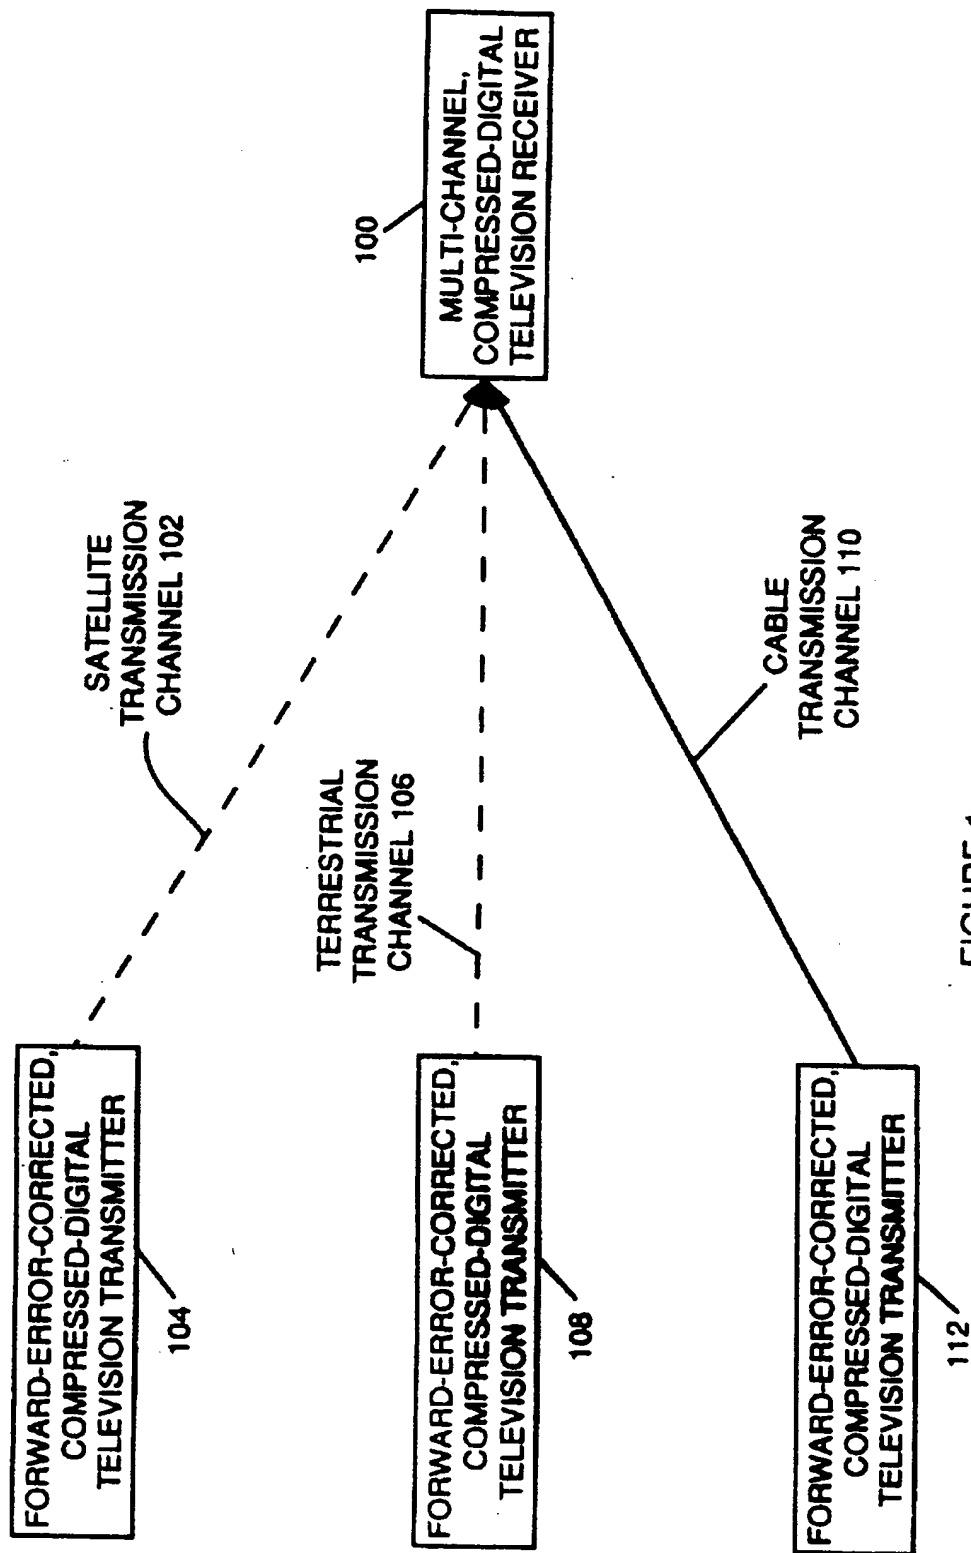 FORWARD-ERROR-CORRECTED,
COMPRESSED-DIGITAL
TELEVISION TRANSMITTER
104
SATELLITE
TRANSMISSION
CHANNEL 102
FORWARD-ERROR-CORRECTED,
COMPRESSED-DIGITAL
TELEVISION TRANSMITTER
108
TERRESTRIAL
TRANSMISSION
CHANNEL 106
100
MULTI-CHANNEL,
COMPRESSED-DIGITAL
TELEVISION RECEIVER
FORWARD-ERROR-CORRECTED,
COMPRESSED-DIGITAL
TELEVISION TRANSMITTER
112
CABLE
TRANSMISSION
CHANNEL 110
FIGURE 1